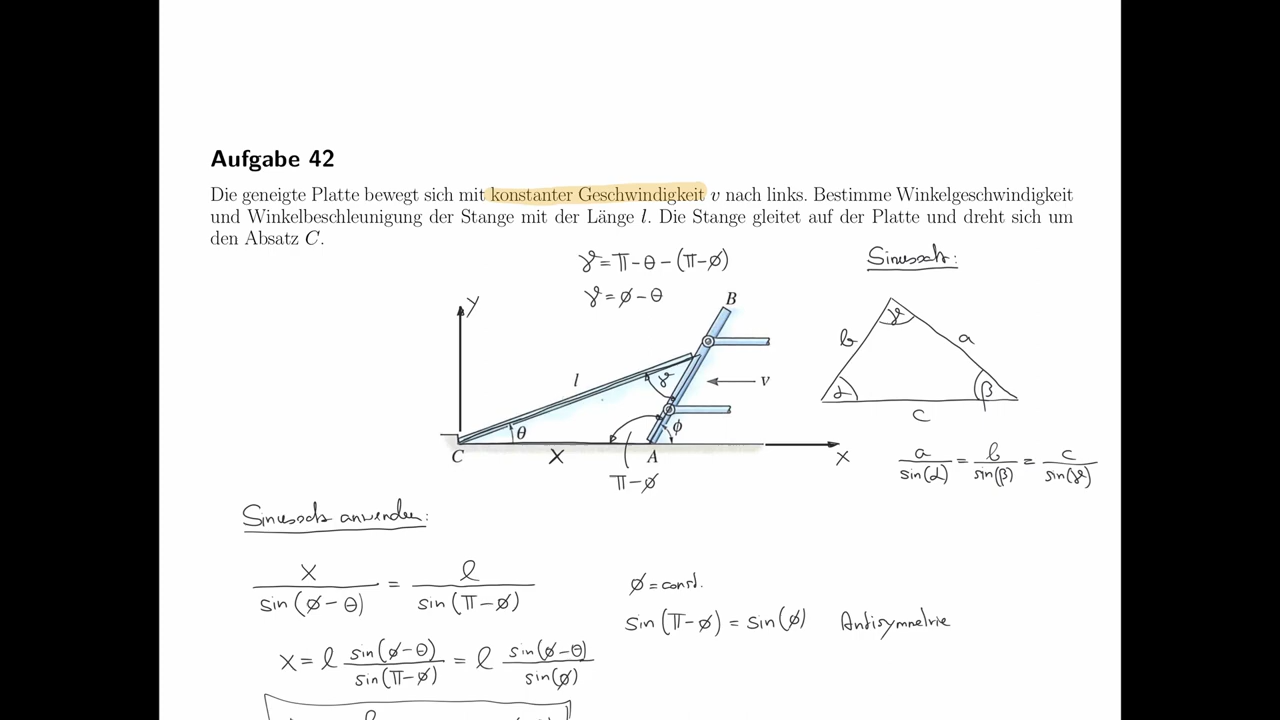 Aufgabe 42
Die geneigte Platte bewegt sich mit konstanter Geschwindigkeit v nach links. Bestimme Winkelgeschwindigkeit
und Winkelbeschleunigung der Stange mit der Länge l. Die Stange gleitet auf der Platte und dreht sich um
den Absatz C.
γ = π - θ - (π - ϕ)
γ = ϕ - θ
Sinussatz:
y
B
l
γ
v
θ
ϕ
C
x
A
x
π - ϕ
γ
b
a
α
β
c
a/sin(α) = b/sin(β) = c/sin(γ)
Sinussatz anwenden:
x/sin(ϕ - θ) = l/sin(π - ϕ)
ϕ = const.
sin(π - ϕ) = sin(ϕ) Antisymmetrie
x = l sin(ϕ - θ)/sin(π - ϕ) = l sin(ϕ - θ)/sin(ϕ)